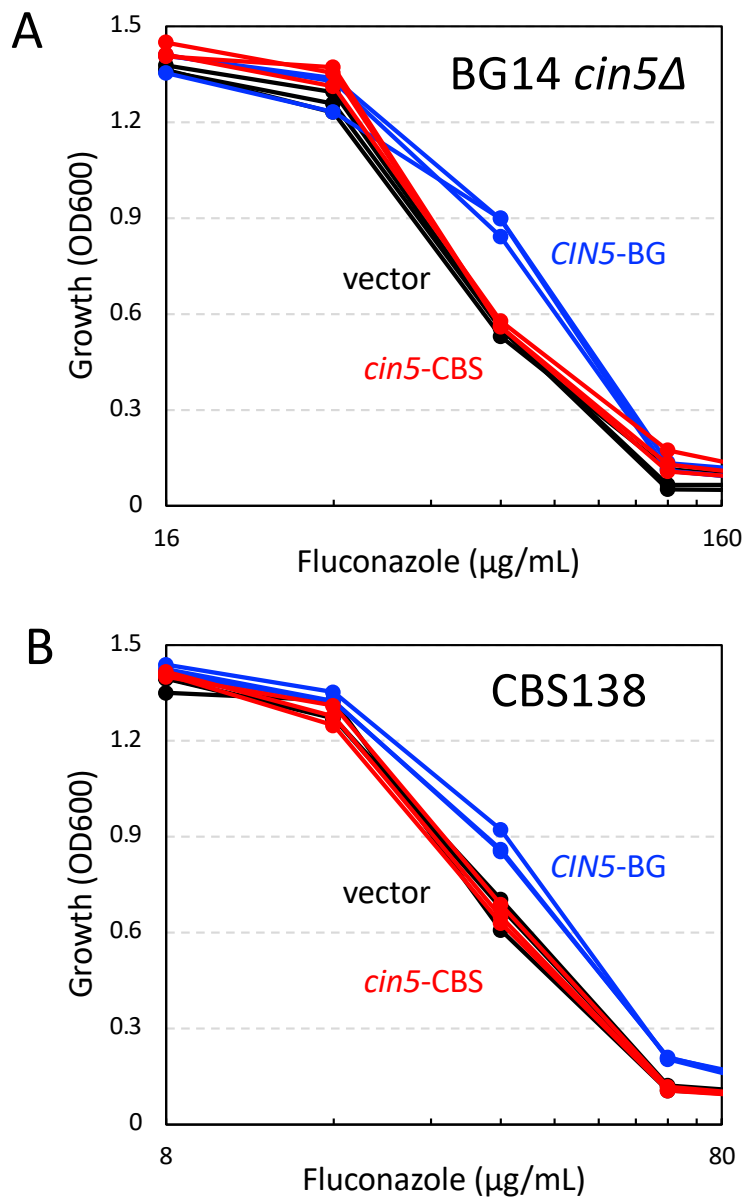 A
BG14 cin5Δ
Growth (OD600)
1.5
1.2
0.9
0.6
0.3
0
CIN5-BG
vector
cin5-CBS
16
160
Fluconazole (µg/mL)
B
CBS138
Growth (OD600)
1.5
1.2
0.9
0.6
0.3
0
CIN5-BG
vector
cin5-CBS
8
80
Fluconazole (µg/mL)